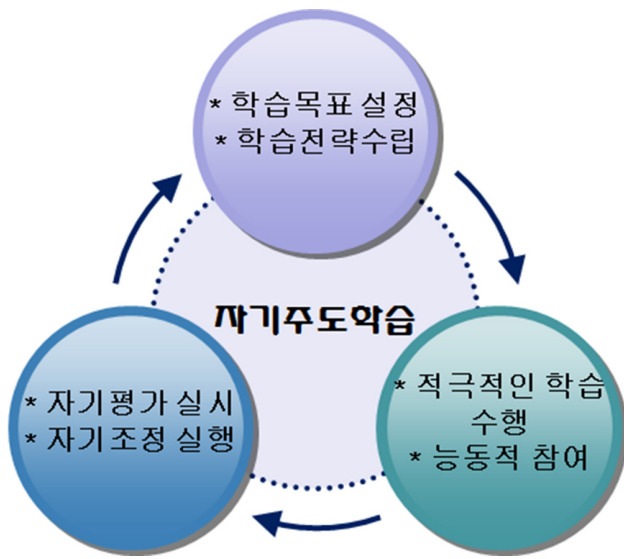 * 학습목표 설정
* 학습전략수립
자기주도학습
* 자기평가 실시
* 자기조정 실행
* 적극적인 학습
수행
* 능동적 참여